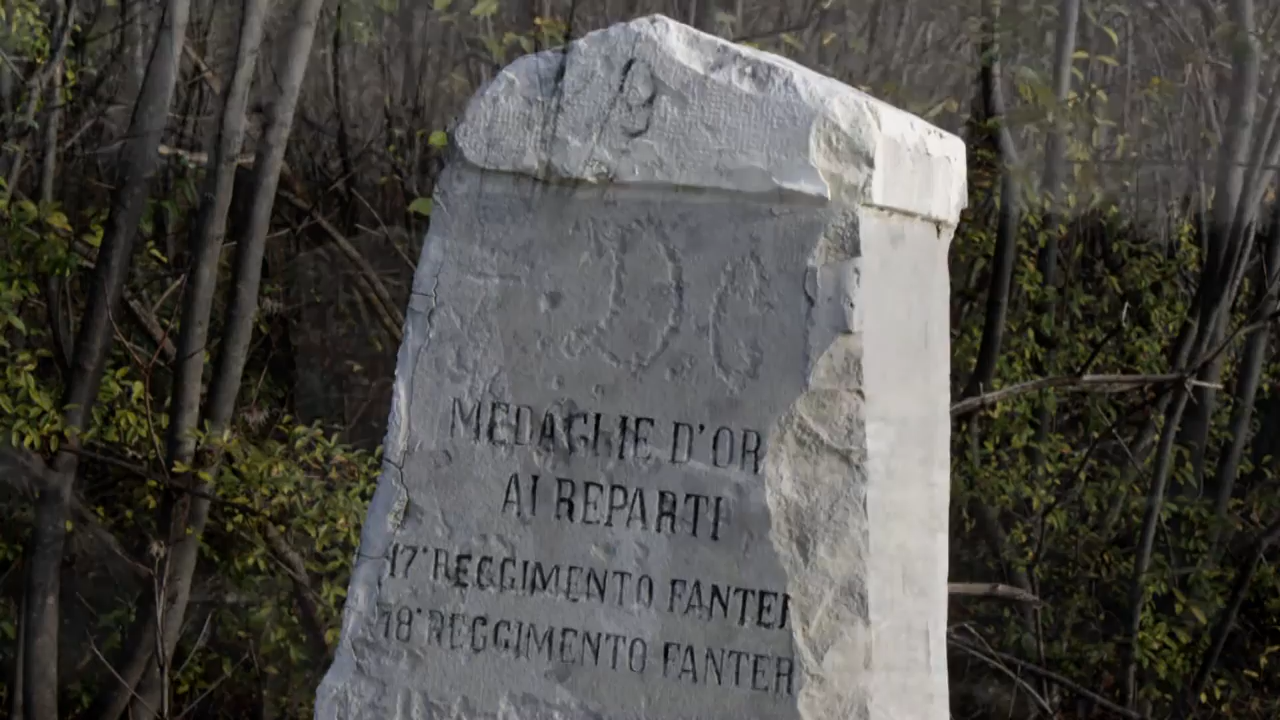 MEDAGLIE D'OR
AI REPARTI
17° REGGIMENTO FANTER
18° REGGIMENTO FANTER